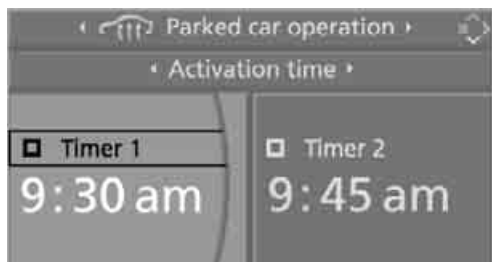 Parked car operation
Activation time
Timer 1
9:30 am
Timer 2
9:45 am